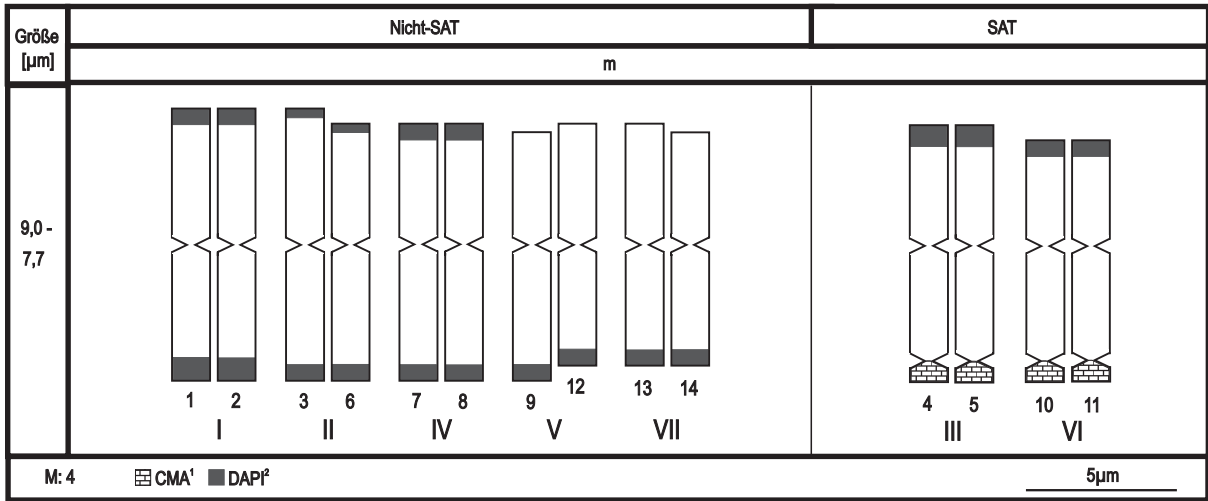 Größe
[µm]
Nicht-SAT
SAT
m
9,0 -
7,7
1 2 3 6 7 8 9 12 13 14 4 5 10 11
I II IV V VII III VI
M: 4 CMA¹ DAPI² 5µm